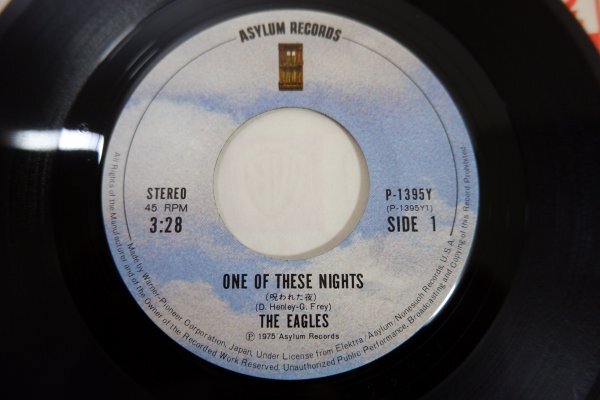 ASYLUM RECORDS
STEREO
45 RPM
3:28
P-1395Y
(P-1395Y1)
SIDE 1
ONE OF THESE NIGHTS
(呪われた夜)
(D. Henley-G. Frey)
THE EAGLES
Ⓟ 1975 Asylum Records
Made by Warner-Pioneer Corporation, Japan, Under License from Elektra/Asylum/Nonesuch Records, U.S.A.
All Rights of the Manufacturer and of the Owner of the Recorded Work Reserved. Unauthorized Public Performance, Broadcasting and Copying of this Record Prohibited.